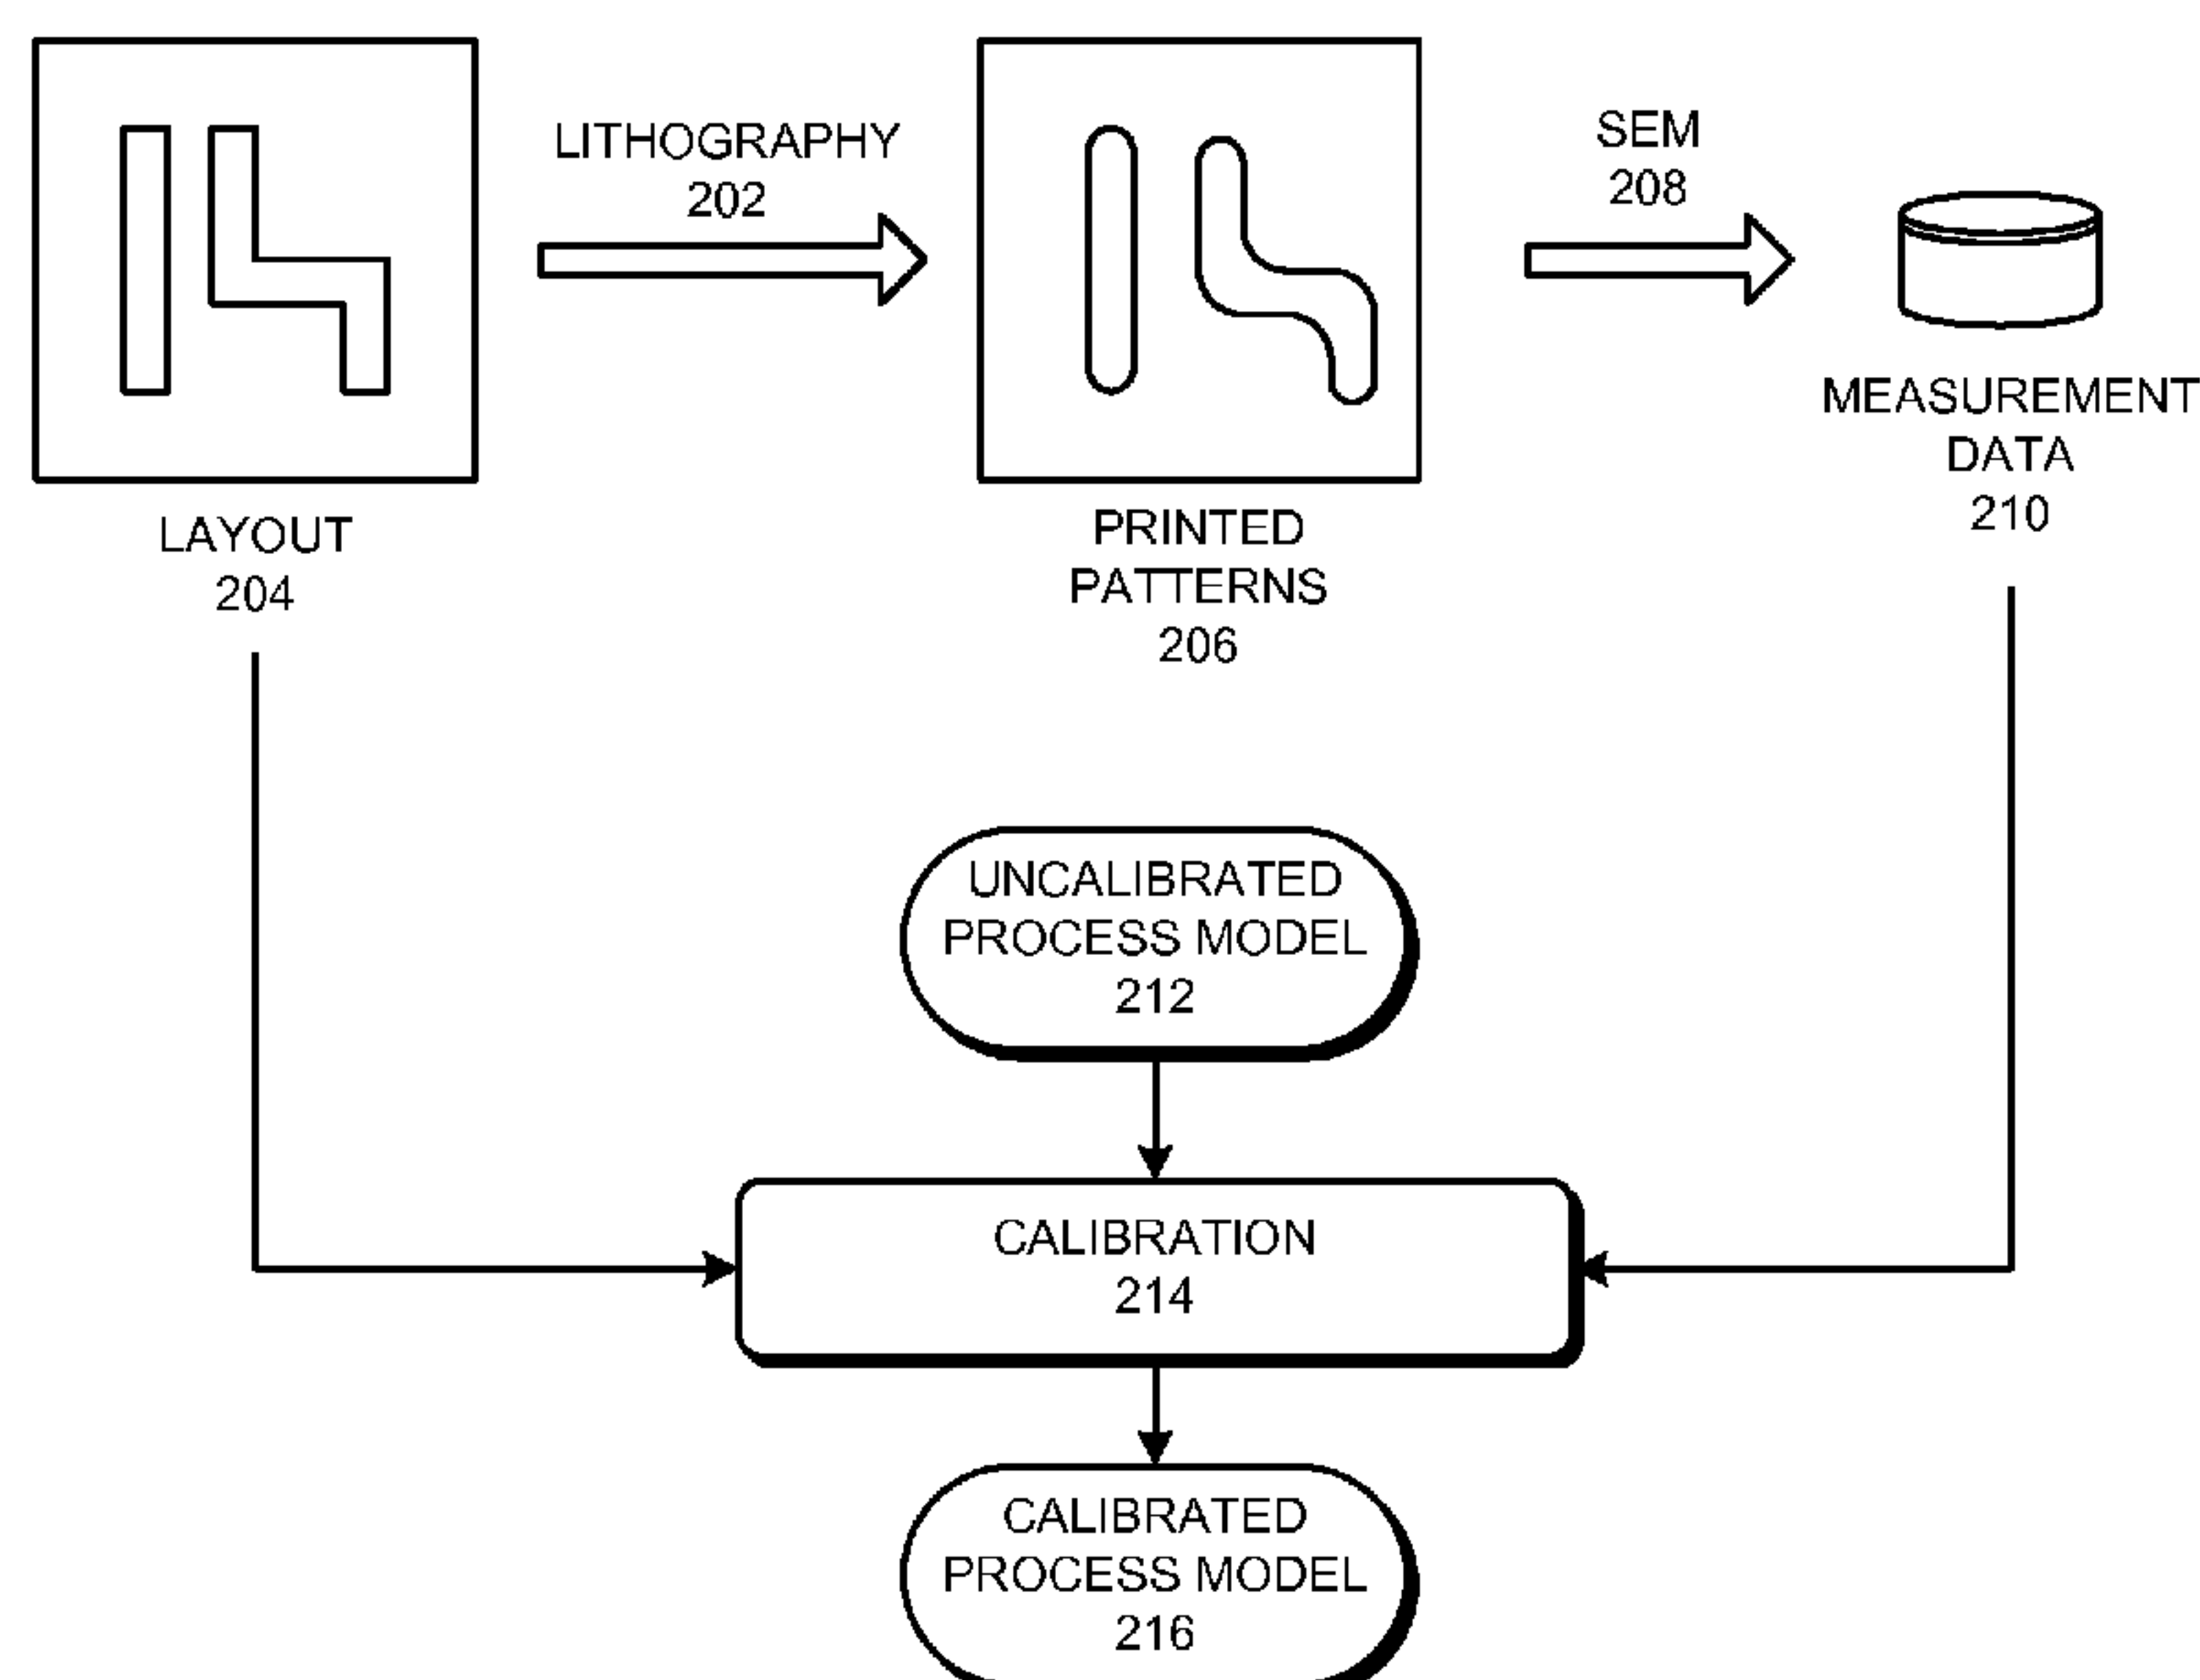 LITHOGRAPHY
202
SEM
208
LAYOUT
204
PRINTED
PATTERNS
206
MEASUREMENT
DATA
210
UNCALIBRATED
PROCESS MODEL
212
CALIBRATION
214
CALIBRATED
PROCESS MODEL
216